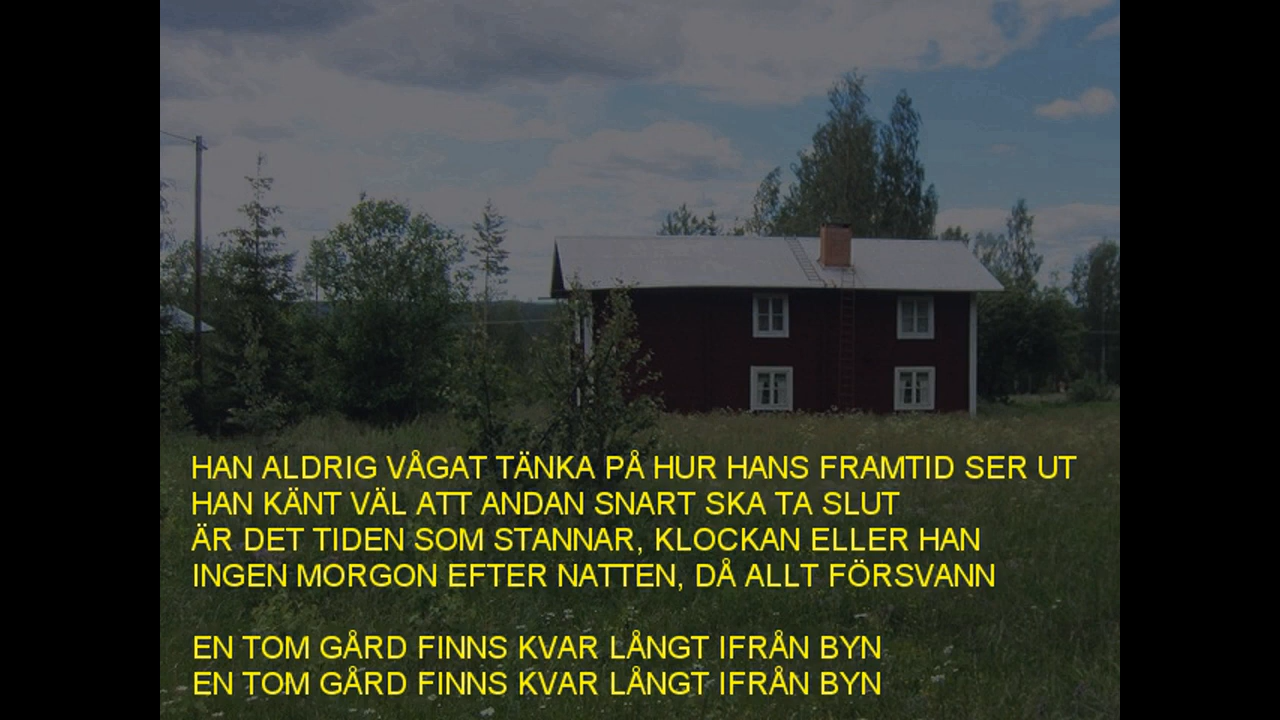 HAN ALDRIG VÅGAT TÄNKA PÅ HUR HANS FRAMTID SER UT
HAN KÄNT VÄL ATT ANDAN SNART SKA TA SLUT
ÄR DET TIDEN SOM STANNAR, KLOCKAN ELLER HAN
INGEN MORGON EFTER NATTEN, DÅ ALLT FÖRSVANN
EN TOM GÅRD FINNS KVAR LÅNGT IFRÅN BYN
EN TOM GÅRD FINNS KVAR LÅNGT IFRÅN BYN